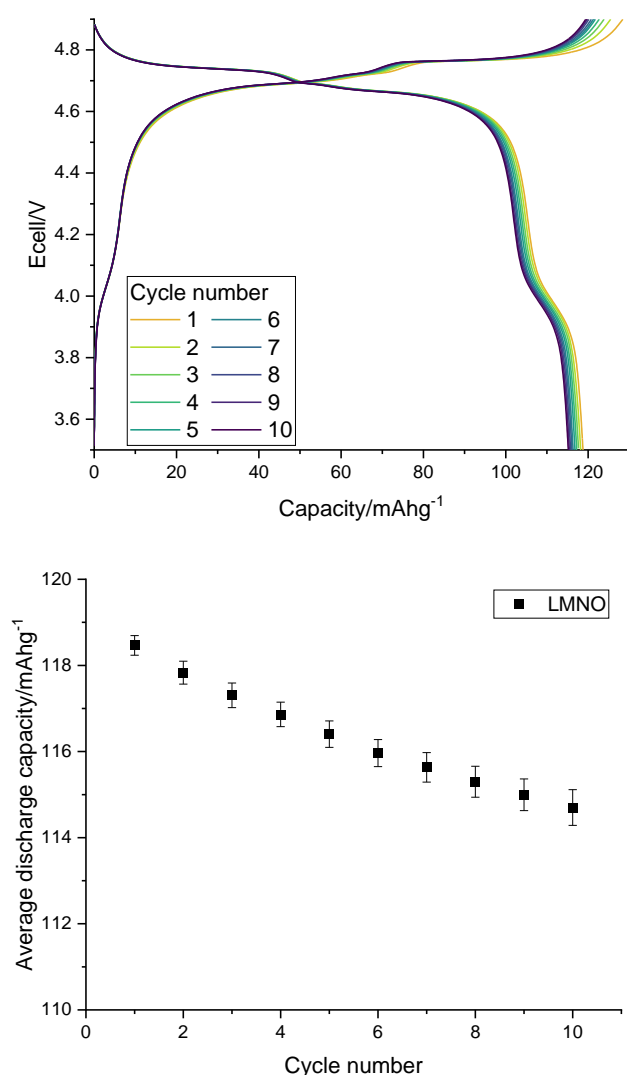 4.8
4.6
4.4
4.2
4.0
3.8
3.6
Ecell/V
Cycle number
1 6
2 7
3 8
4 9
5 10
0 20 40 60 80 100 120
Capacity/mAhg⁻¹
120
118
116
114
112
110
Average discharge capacity/mAhg⁻¹
LMNO
0 2 4 6 8 10
Cycle number